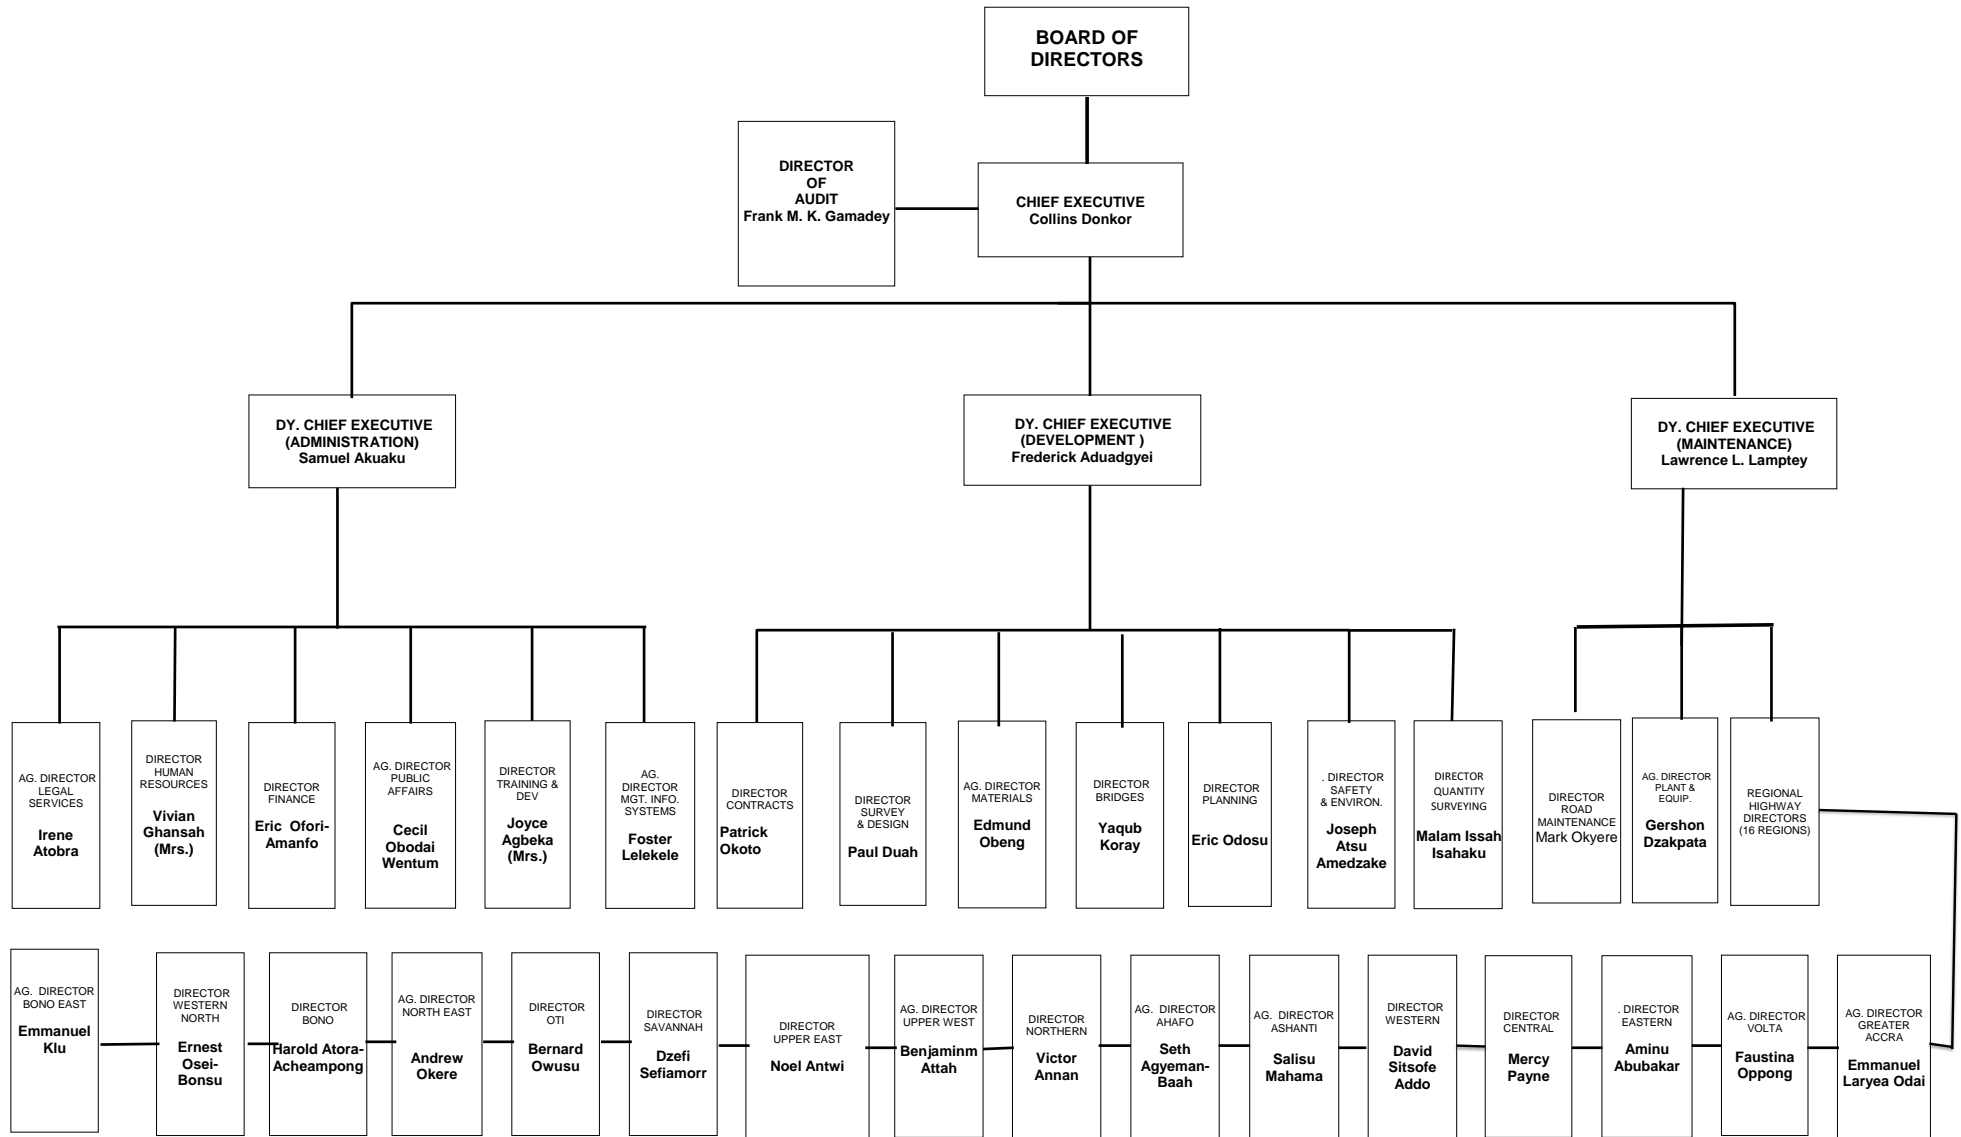 BOARD OF
DIRECTORS
DIRECTOR
OF
AUDIT
Frank M. K. Gamadey
CHIEF EXECUTIVE
Collins Donkor
DY. CHIEF EXECUTIVE
(ADMINISTRATION)
Samuel Akuaku
DY. CHIEF EXECUTIVE
(DEVELOPMENT )
Frederick Aduadgyei
DY. CHIEF EXECUTIVE
(MAINTENANCE)
Lawrence L. Lamptey
AG. DIRECTOR
LEGAL
SERVICES
Irene
Atobra
DIRECTOR
HUMAN
RESOURCES
Vivian
Ghansah
(Mrs.)
DIRECTOR
FINANCE
Eric Ofori-
Amanfo
AG. DIRECTOR
PUBLIC
AFFAIRS
Cecil
Obodai
Wentum
DIRECTOR
TRAINING &
DEV
Joyce
Agbeka
(Mrs.)
AG.
DIRECTOR
MGT. INFO.
SYSTEMS
Foster
Lelekele
DIRECTOR
CONTRACTS
Patrick
Okoto
DIRECTOR
SURVEY
& DESIGN
Paul Duah
AG. DIRECTOR
MATERIALS
Edmund
Obeng
DIRECTOR
BRIDGES
Yaqub
Koray
DIRECTOR
PLANNING
Eric Odosu
. DIRECTOR
SAFETY
& ENVIRON.
Joseph
Atsu
Amedzake
DIRECTOR
QUANTITY
SURVEYING
Malam Issah
Isahaku
DIRECTOR
ROAD
MAINTENANCE
Mark Okyere
AG. DIRECTOR
PLANT &
EQUIP.
Gershon
Dzakpata
REGIONAL
HIGHWAY
DIRECTORS
(16 REGIONS)
AG. DIRECTOR
BONO EAST
Emmanuel
Klu
DIRECTOR
WESTERN
NORTH
Ernest
Osei-
Bonsu
DIRECTOR
BONO
Harold Atora-
Acheampong
AG. DIRECTOR
NORTH EAST
Andrew
Okere
DIRECTOR
OTI
Bernard
Owusu
DIRECTOR
SAVANNAH
Dzefi
Sefiamorr
DIRECTOR
UPPER EAST
Noel Antwi
AG. DIRECTOR
UPPER WEST
Benjaminm
Attah
DIRECTOR
NORTHERN
Victor
Annan
AG. DIRECTOR
AHAFO
Seth
Agyeman-
Baah
AG. DIRECTOR
ASHANTI
Salisu
Mahama
DIRECTOR
WESTERN
David
Sitsofe
Addo
DIRECTOR
CENTRAL
Mercy
Payne
. DIRECTOR
EASTERN
Aminu
Abubakar
AG. DIRECTOR
VOLTA
Faustina
Oppong
AG. DIRECTOR
GREATER
ACCRA
Emmanuel
Laryea Odai